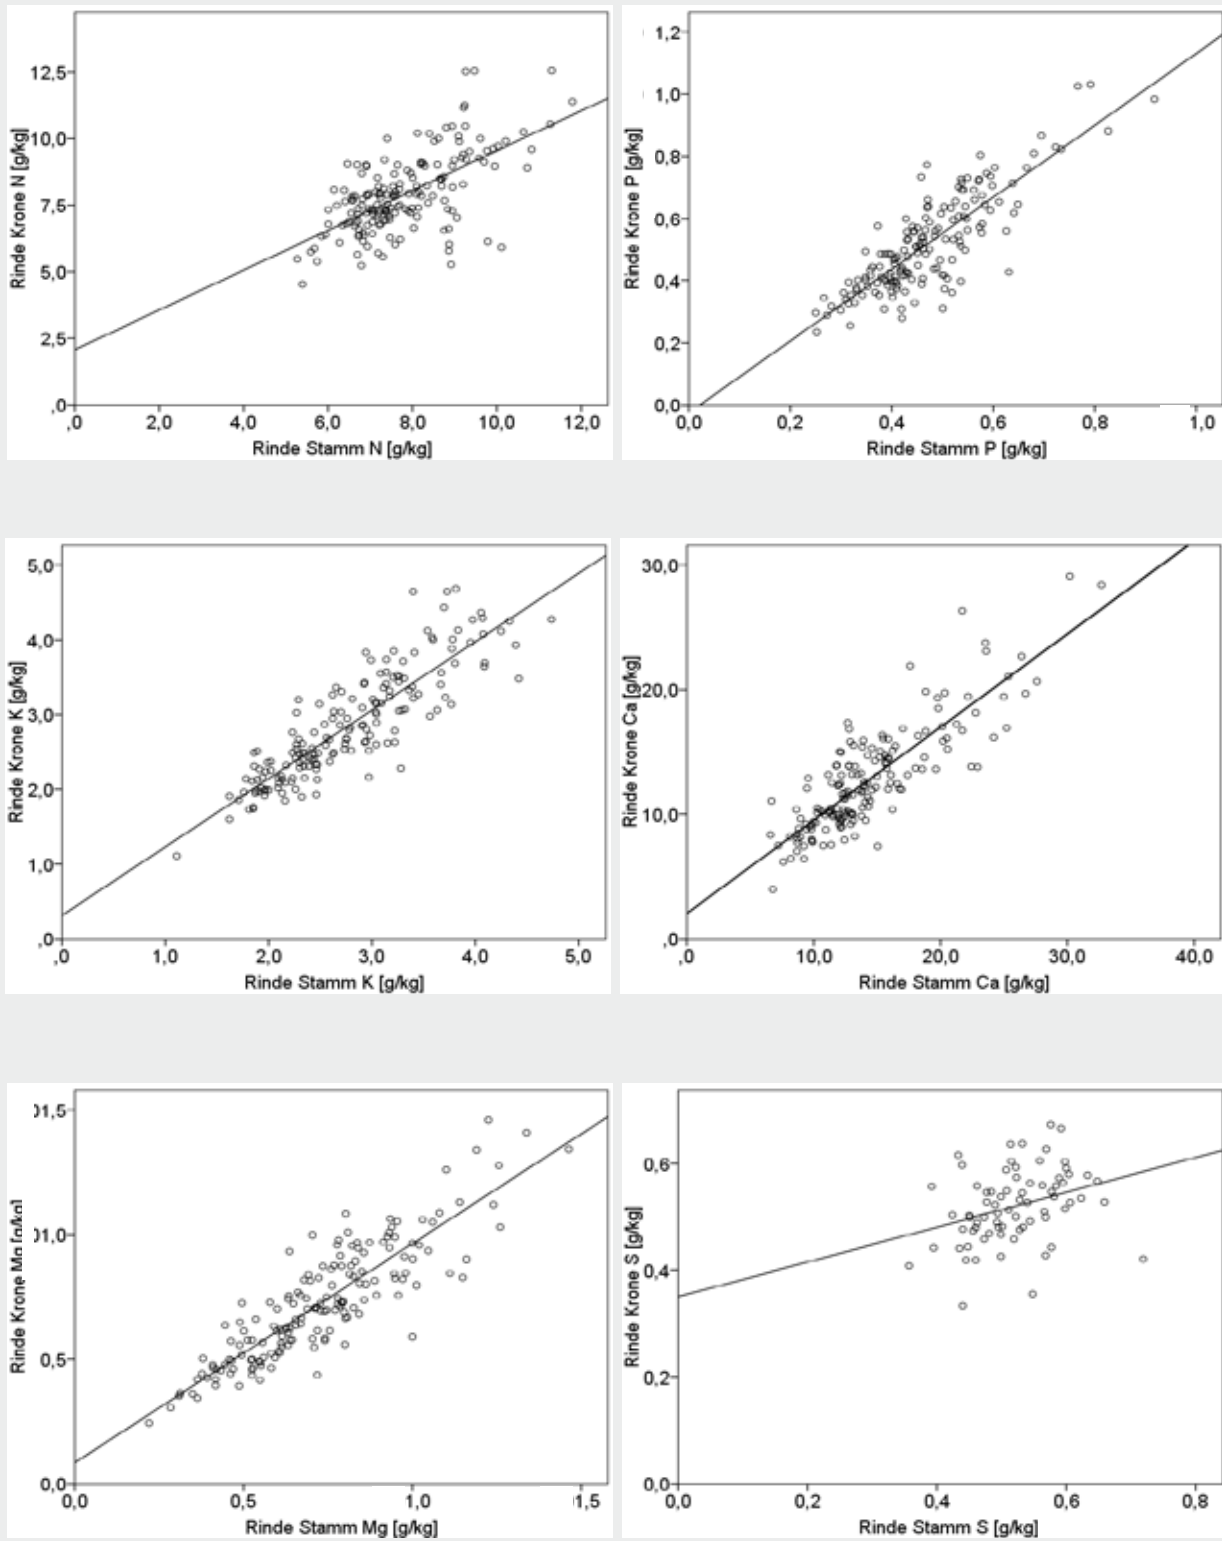 Rinde Krone N [g/kg]
12,5
10,0
7,5
5,0
2,5
,0
,0 2,0 4,0 6,0 8,0 10,0 12,0
Rinde Stamm N [g/kg]
Rinde Krone P [g/kg]
1,2
1,0
0,8
0,6
0,4
0,2
0,0
0,0 0,2 0,4 0,6 0,8 1,0
Rinde Stamm P [g/kg]
Rinde Krone K [g/kg]
5,0
4,0
3,0
2,0
1,0
,0
,0 1,0 2,0 3,0 4,0 5,0
Rinde Stamm K [g/kg]
Rinde Krone Ca [g/kg]
30,0
20,0
10,0
,0
,0 10,0 20,0 30,0 40,0
Rinde Stamm Ca [g/kg]
Rinde Krone Mg [g/kg]
1,5
1,0
0,5
0,0
0,0 0,5 1,0 1,5
Rinde Stamm Mg [g/kg]
Rinde Krone S [g/kg]
0,6
0,4
0,2
0,0
0,0 0,2 0,4 0,6 0,8
Rinde Stamm S [g/kg]